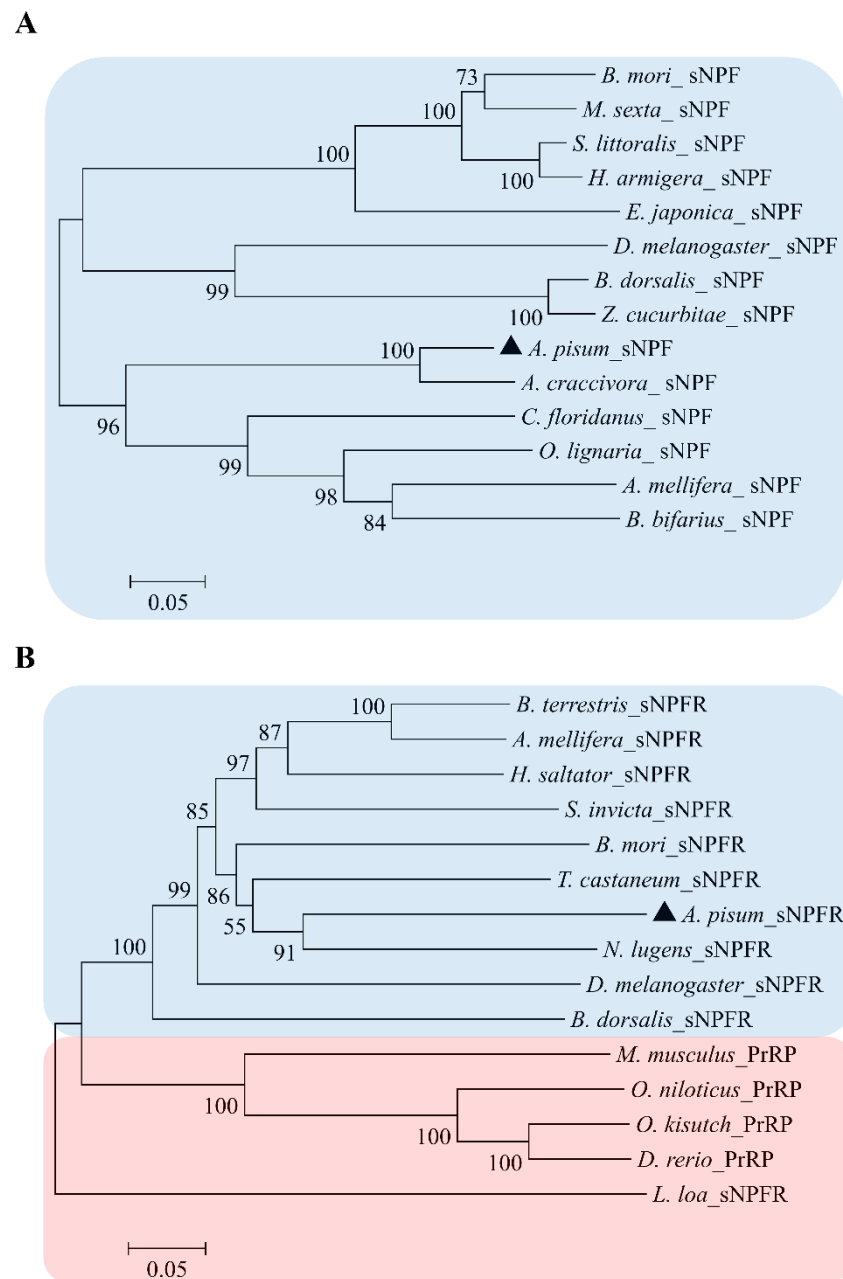 A
73
B. mori_ sNPF
100
M. sexta_ sNPF
100
S. littoralis_ sNPF
100
H. armigera_ sNPF
E. japonica_ sNPF
D. melanogaster_ sNPF
99
B. dorsalis_ sNPF
100
Z. cucurbitae_ sNPF
100
A. pisum_sNPF
A. craccivora_ sNPF
96
C. floridanus_ sNPF
99
O. lignaria_ sNPF
98
A. mellifera_ sNPF
84
B. bifarius_ sNPF
0.05
B
100
B. terrestris_sNPFR
87
A. mellifera_sNPFR
97
H. saltator_sNPFR
85
S. invicta_sNPFR
B. mori_sNPFR
99
86
T. castaneum_sNPFR
55
A. pisum_sNPFR
100
91
N. lugens_sNPFR
D. melanogaster_sNPFR
B. dorsalis_sNPFR
M. musculus_PrRP
100
O. niloticus_PrRP
100
O. kisutch_PrRP
100
D. rerio_PrRP
L. loa_sNPFR
0.05